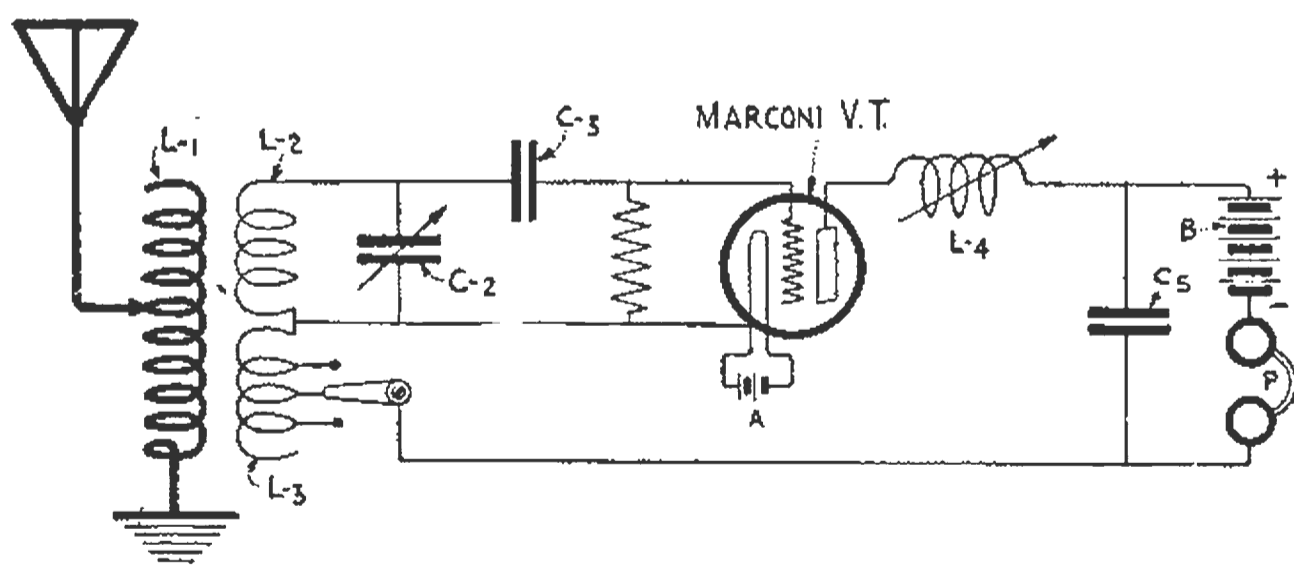 MARCONI V.T.
C-3
L-1
L-2
C-2
L-4
+
B
-
C5
P
A
L-3